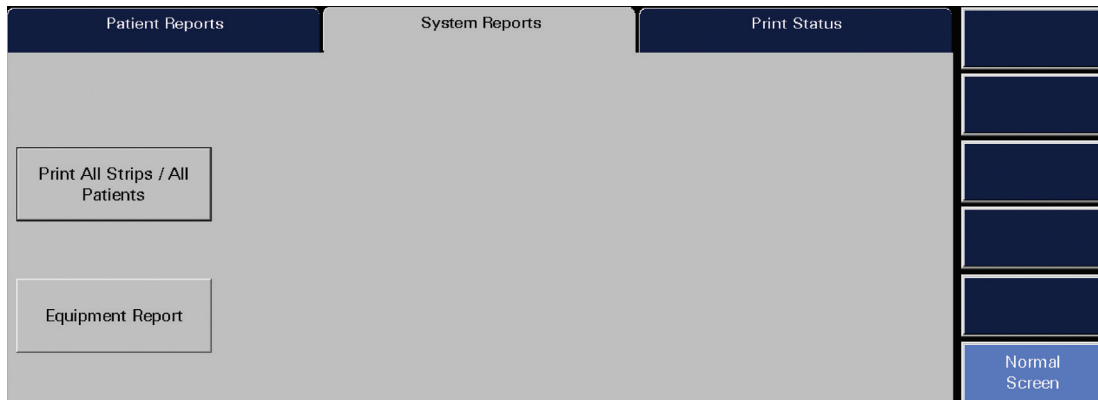 Patient Reports
System Reports
Print Status
Print All Strips / All
Patients
Equipment Report
Normal
Screen